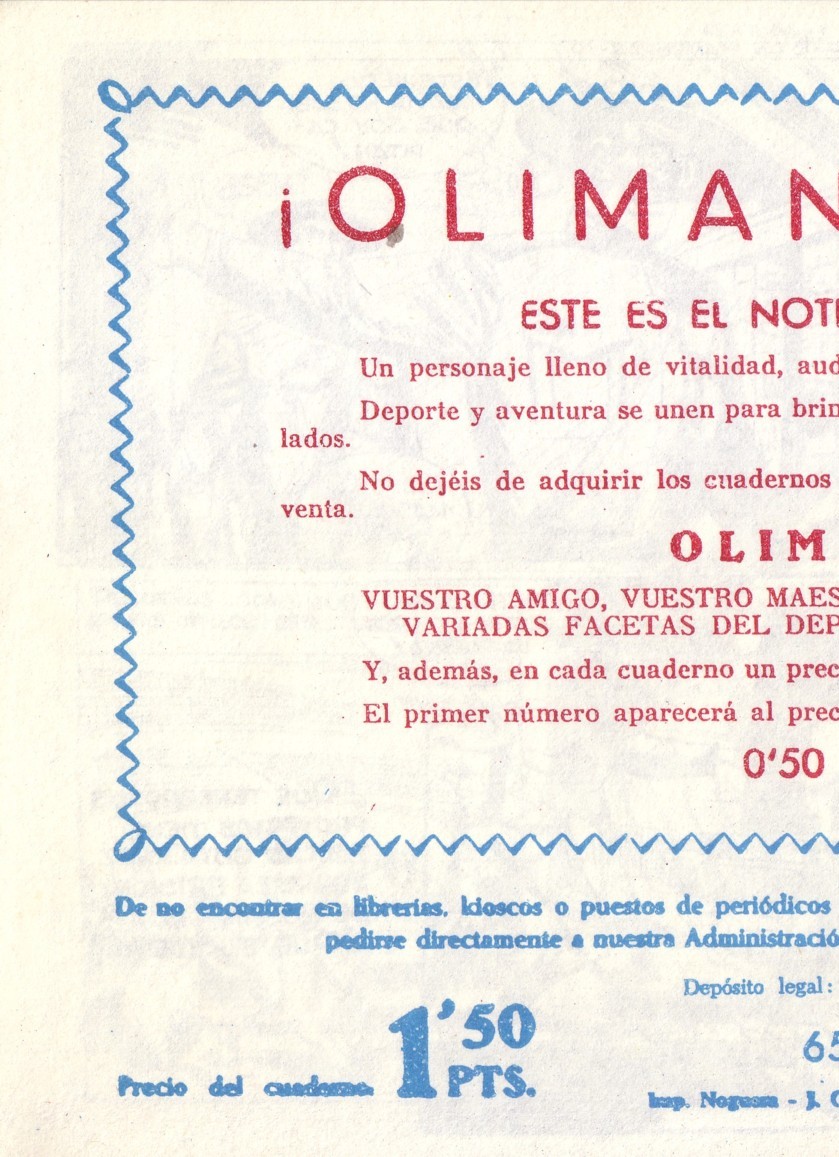 ¡OLIMAN
ESTE ES EL NOT
Un personaje lleno de vitalidad, aud
Deporte y aventura se unen para brin
lados.
No dejéis de adquirir los cuadernos
venta.
OLIM
VUESTRO AMIGO, VUESTRO MAES
VARIADAS FACETAS DEL DEP
Y, además, en cada cuaderno un prec
El primer número aparecerá al prec
0'50
De no encontrar en librerías, kioscos o puestos de periódicos
pedirse directamente a nuestra Administració
Depósito legal:
65
1'50
Precio del cuaderno PTS.
Imp. Noguera - J.